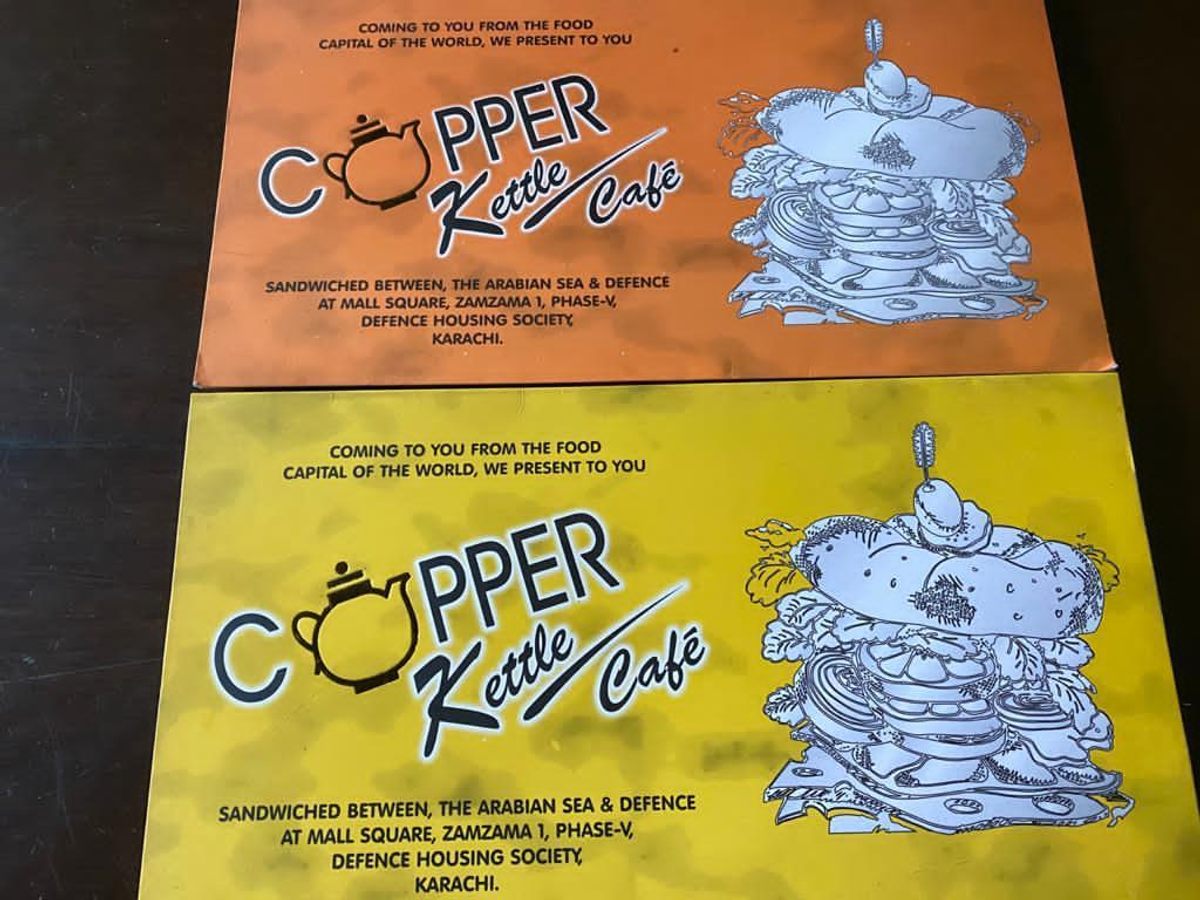 COMING TO YOU FROM THE FOOD
CAPITAL OF THE WORLD, WE PRESENT TO YOU
COPPER
Kettle Café
SANDWICHED BETWEEN, THE ARABIAN SEA & DEFENCE
AT MALL SQUARE, ZAMZAMA 1, PHASE-V,
DEFENCE HOUSING SOCIETY,
KARACHI.
COMING TO YOU FROM THE FOOD
CAPITAL OF THE WORLD, WE PRESENT TO YOU
COPPER
Kettle Café
SANDWICHED BETWEEN, THE ARABIAN SEA & DEFENCE
AT MALL SQUARE, ZAMZAMA 1, PHASE-V,
DEFENCE HOUSING SOCIETY,
KARACHI.